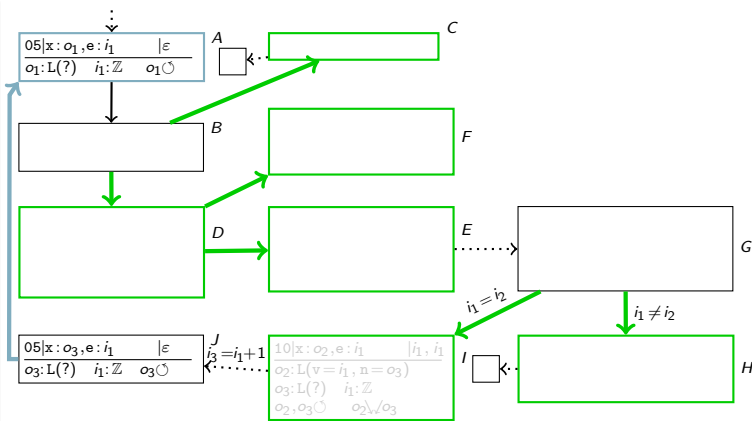 ⋮
A
05|x:o₁,e:i₁ |ε
o₁:L(?) i₁:ℤ o₁↺
C
B
F
D
E
G
i₁=i₂
i₁≠i₂
J
05|x:o₃,e:i₁ |ε
o₃:L(?) i₁:ℤ o₃↺
i₃=i₁+1
10|x:o₂,e:i₁ |i₁,i₁
o₂:L(v=i₁,n=o₃)
o₃:L(?) i₁:ℤ
o₂,o₃↺ o₂\/o₃
I
H